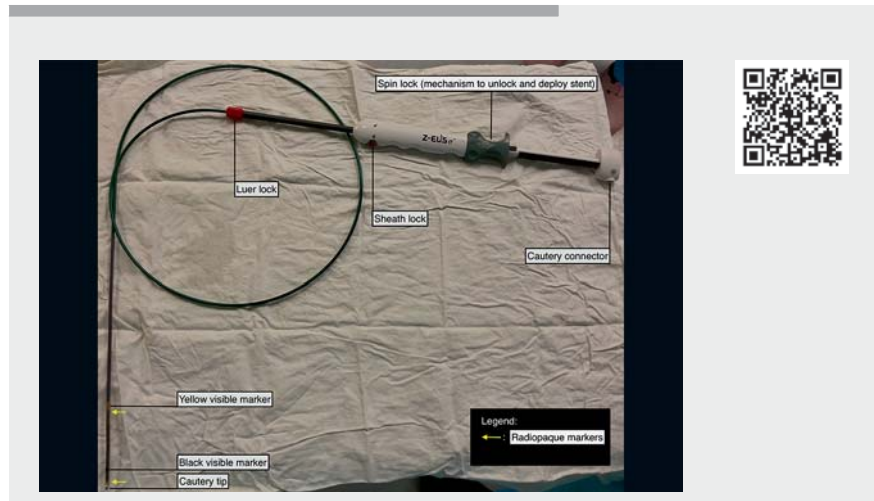 Spin lock (mechanism to unlock and deploy stent)
Z-EUS
Luer lock
Sheath lock
Cautery connector
Yellow visible marker
Legend:
: Radiopaque markers
Black visible marker
Cautery tip